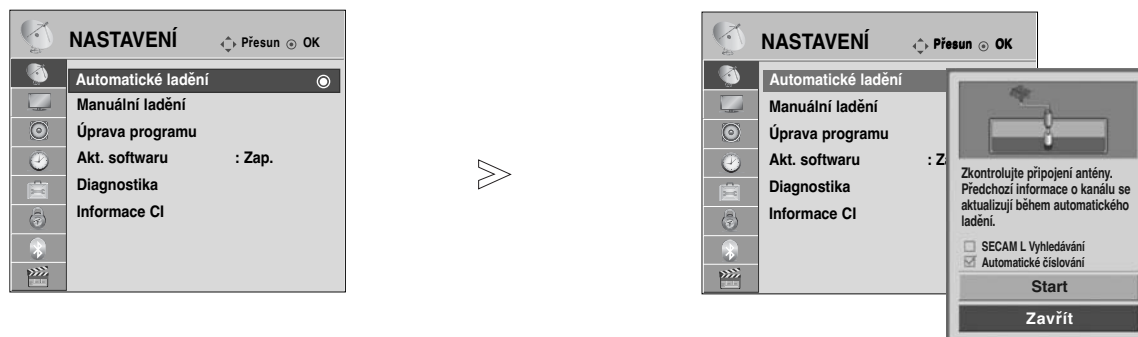 NASTAVENÍ Přesun OK
Automatické ladění
Manuální ladění
Úprava programu
Akt. softwaru : Zap.
Diagnostika
Informace CI
NASTAVENÍ Přesun OK
Automatické ladění
Manuální ladění
Úprava programu
Akt. softwaru : Za
Diagnostika
Informace CI
Zkontrolujte připojení antény.
Předchozí informace o kanálu se
aktualizují během automatického
ladění.
SECAM L Vyhledávání
Automatické číslování
Start
Zavřít